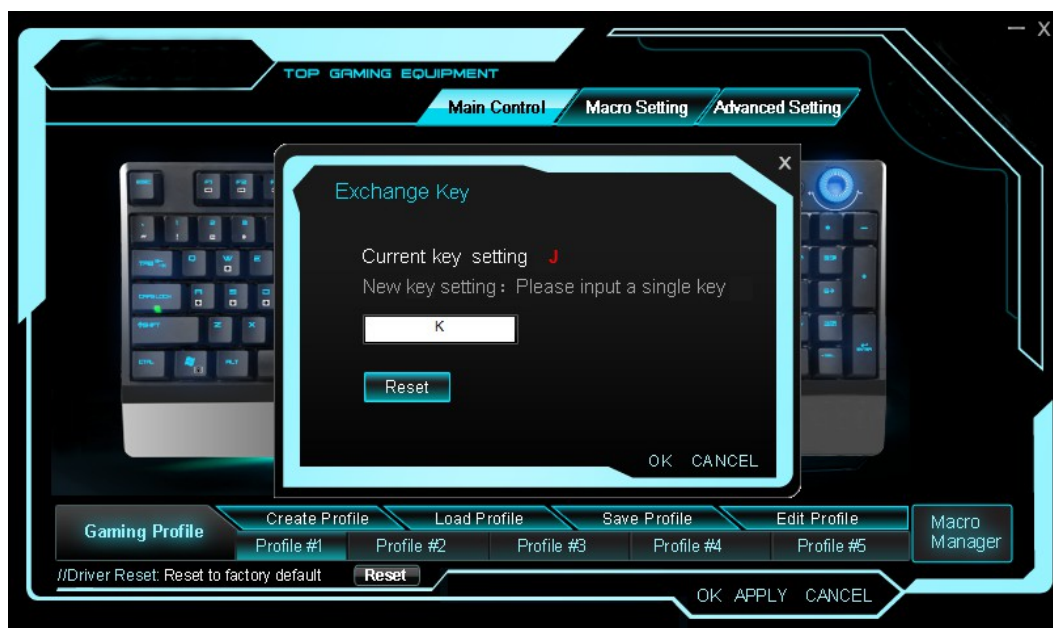 — X
TOP GAMING EQUIPMENT
Main Control Macro Setting Advanced Setting
X
Exchange Key
Current key setting J
New key setting: Please input a single key
K
Reset
OK CANCEL
Gaming Profile
Create Profile Load Profile Save Profile Edit Profile
Profile #1 Profile #2 Profile #3 Profile #4 Profile #5
Macro
Manager
//Driver Reset: Reset to factory default Reset
OK APPLY CANCEL